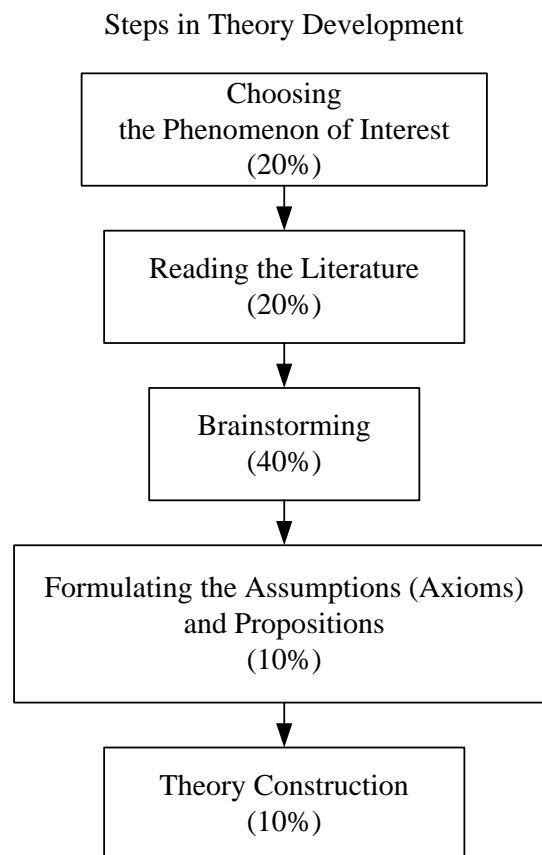 Steps in Theory Development
Choosing
the Phenomenon of Interest
(20%)
Reading the Literature
(20%)
Brainstorming
(40%)
Formulating the Assumptions (Axioms)
and Propositions
(10%)
Theory Construction
(10%)